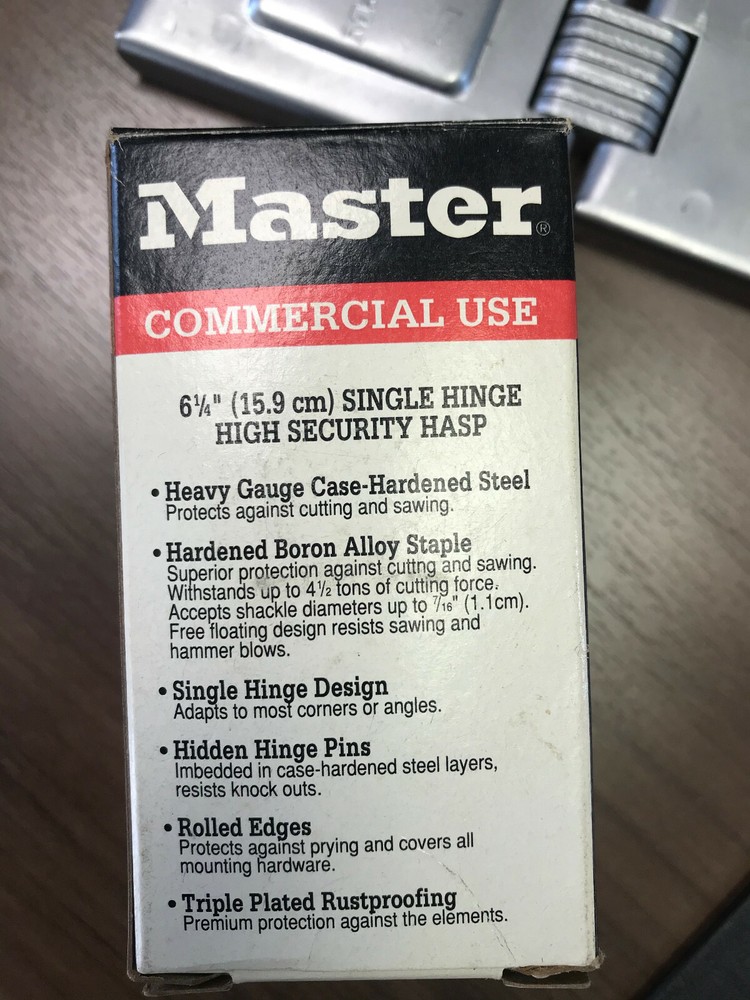 Master®
COMMERCIAL USE
6¼" (15.9 cm) SINGLE HINGE
HIGH SECURITY HASP
• Heavy Gauge Case-Hardened Steel
Protects against cutting and sawing.
• Hardened Boron Alloy Staple
Superior protection against cuttng and sawing.
Withstands up to 4½ tons of cutting force.
Accepts shackle diameters up to 7/16" (1.1cm).
Free floating design resists sawing and
hammer blows.
• Single Hinge Design
Adapts to most corners or angles.
• Hidden Hinge Pins
Imbedded in case-hardened steel layers,
resists knock outs.
• Rolled Edges
Protects against prying and covers all
mounting hardware.
• Triple Plated Rustproofing
Premium protection against the elements.